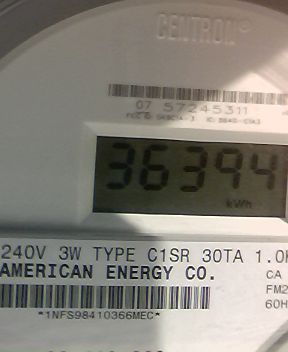 CENTRON®
07 57245311
36394
kWh
240V 3W TYPE C1SR 30TA 1.0
AMERICAN ENERGY CO.
CA
FM2
60H
*1NFS98410366MEC*